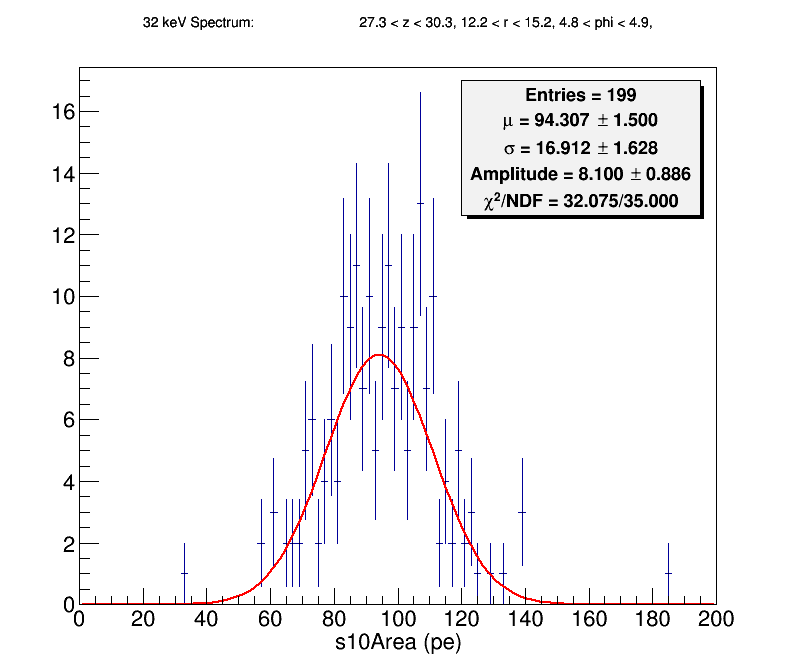 32 keV Spectrum: 27.3 < z < 30.3, 12.2 < r < 15.2, 4.8 < phi < 4.9,
Entries = 199
μ = 94.307 ± 1.500
σ = 16.912 ± 1.628
Amplitude = 8.100 ± 0.886
χ²/NDF = 32.075/35.000
16
14
12
10
8
6
4
2
0
0 20 40 60 80 100 120 140 160 180 200
s10Area (pe)